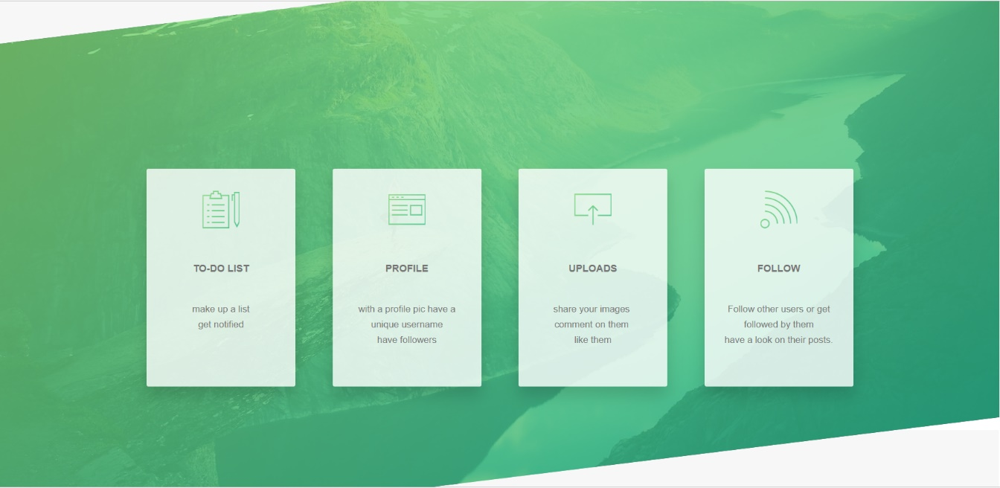 TO-DO LIST
make up a list
get notified
PROFILE
with a profile pic have a
unique username
have followers
UPLOADS
share your images
comment on them
like them
FOLLOW
Follow other users or get
followed by them
have a look on their posts.